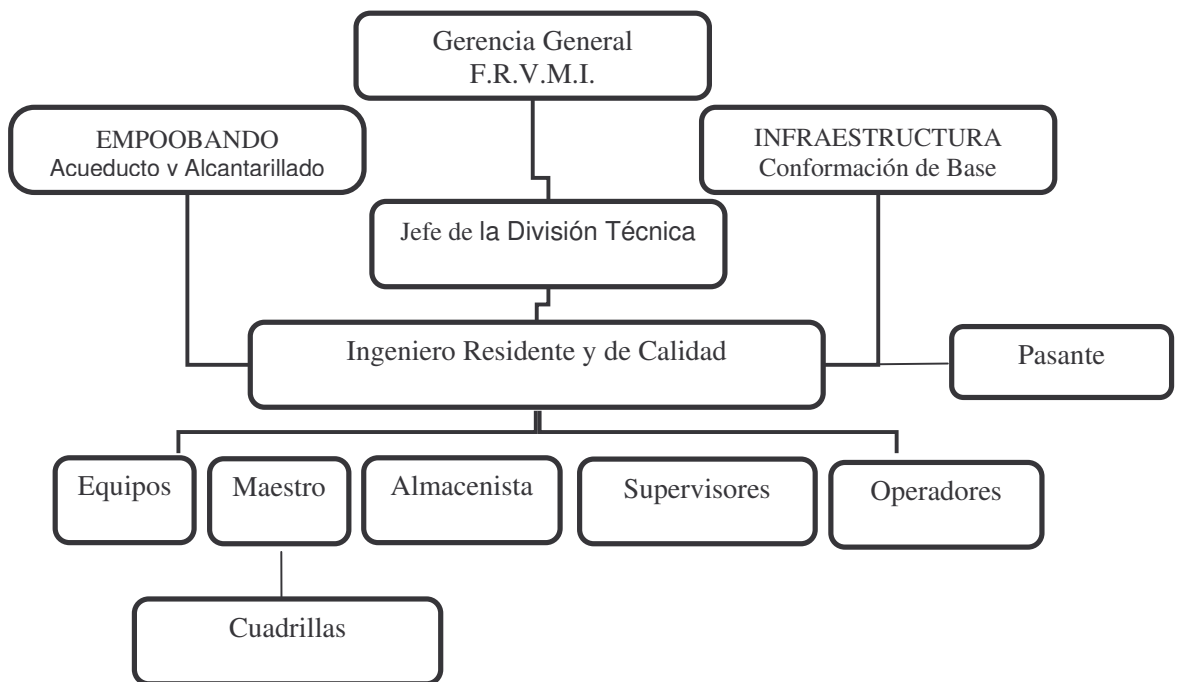 Gerencia General
F.R.V.M.I.
EMPOOBANDO
Acueducto v Alcantarillado
INFRAESTRUCTURA
Conformación de Base
Jefe de la División Técnica
Ingeniero Residente y de Calidad
Pasante
Equipos
Maestro
Almacenista
Supervisores
Operadores
Cuadrillas